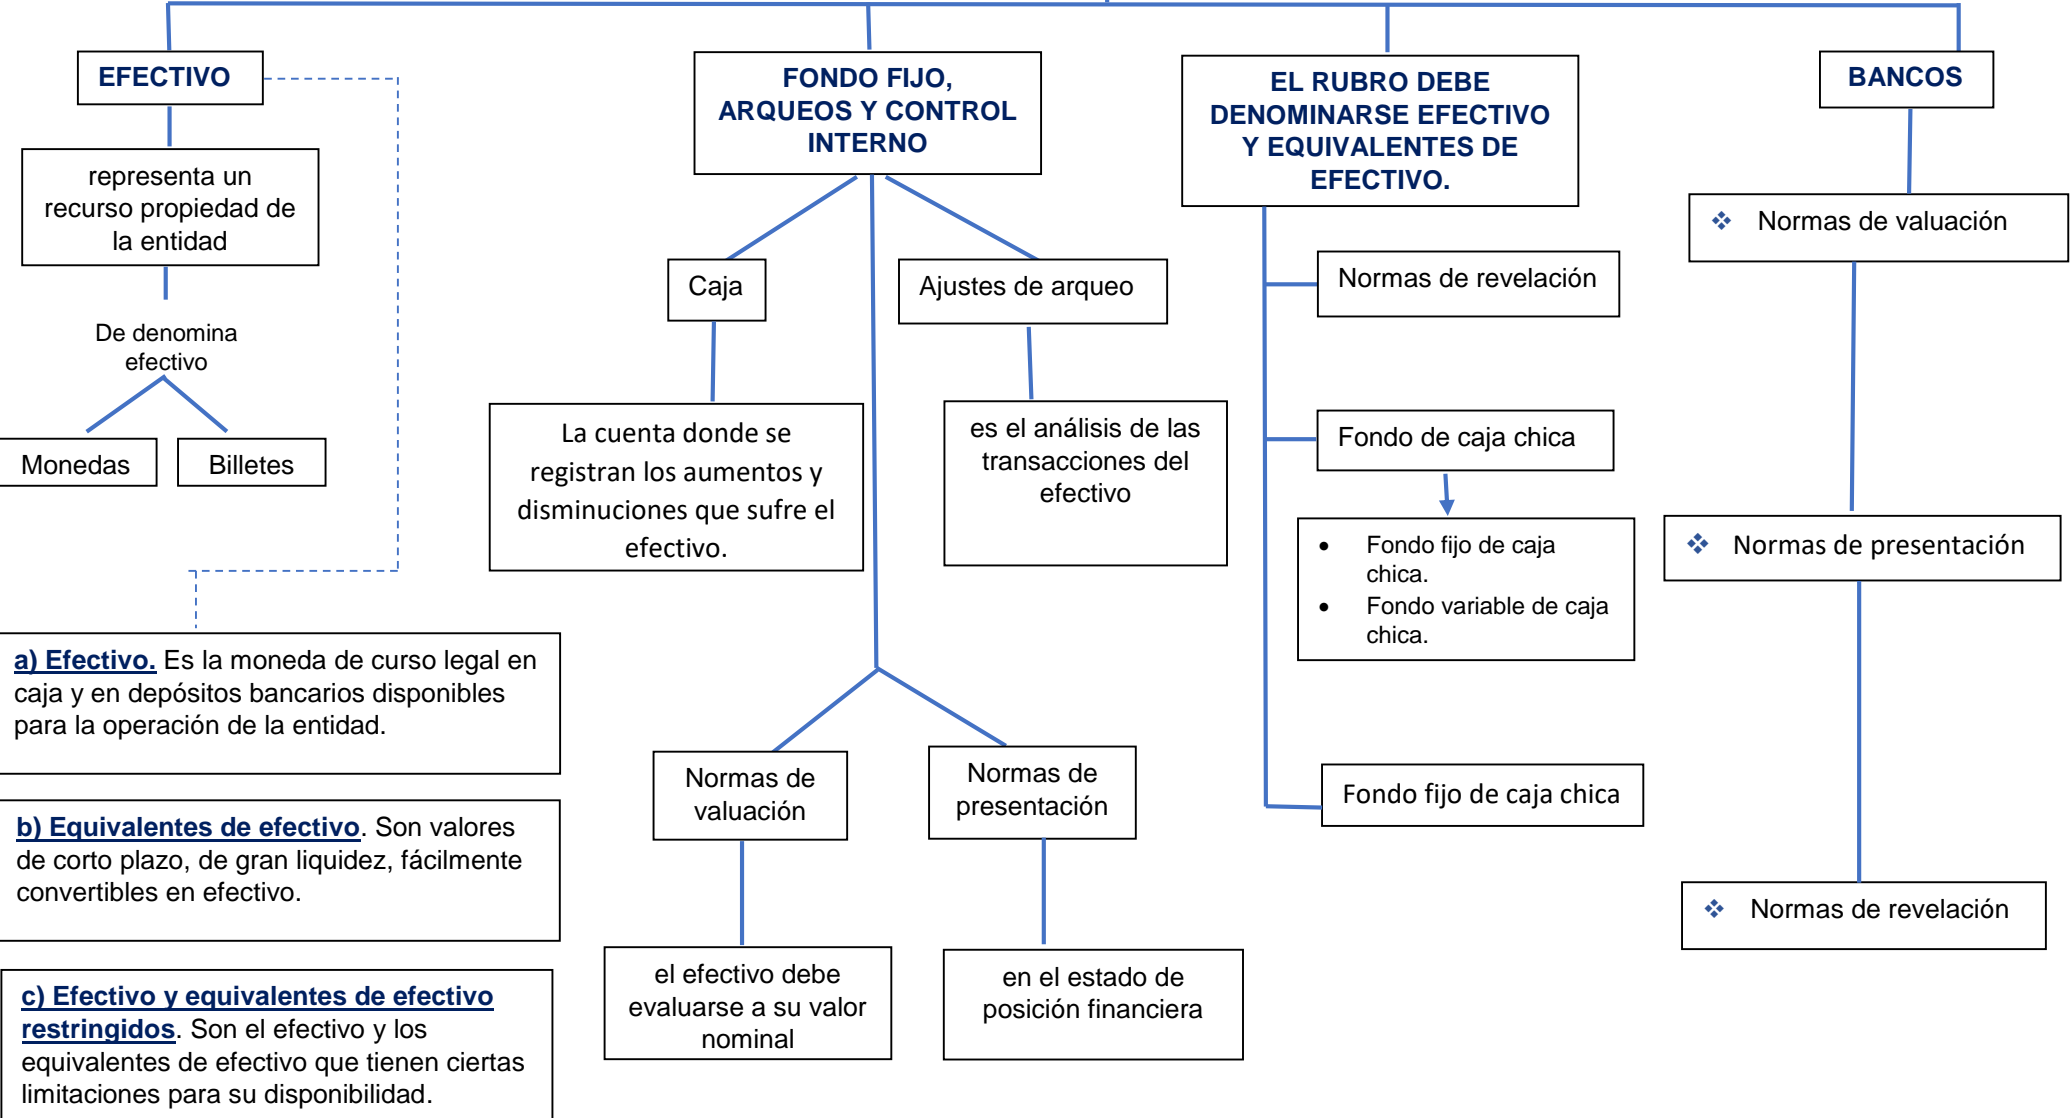 EFECTIVO
representa un
recurso propiedad de
la entidad
De denomina
efectivo
Monedas
Billetes
a) Efectivo. Es la moneda de curso legal en
caja y en depósitos bancarios disponibles
para la operación de la entidad.
b) Equivalentes de efectivo. Son valores
de corto plazo, de gran liquidez, fácilmente
convertibles en efectivo.
c) Efectivo y equivalentes de efectivo
restringidos. Son el efectivo y los
equivalentes de efectivo que tienen ciertas
limitaciones para su disponibilidad.
FONDO FIJO,
ARQUEOS Y CONTROL
INTERNO
Caja
La cuenta donde se
registran los aumentos y
disminuciones que sufre el
efectivo.
Ajustes de arqueo
es el análisis de las
transacciones del
efectivo
Normas de
valuación
el efectivo debe
evaluarse a su valor
nominal
Normas de
presentación
en el estado de
posición financiera
EL RUBRO DEBE
DENOMINARSE EFECTIVO
Y EQUIVALENTES DE
EFECTIVO.
Normas de revelación
Fondo de caja chica
• Fondo fijo de caja
chica.
• Fondo variable de caja
chica.
Fondo fijo de caja chica
BANCOS
❖ Normas de valuación
❖ Normas de presentación
❖ Normas de revelación